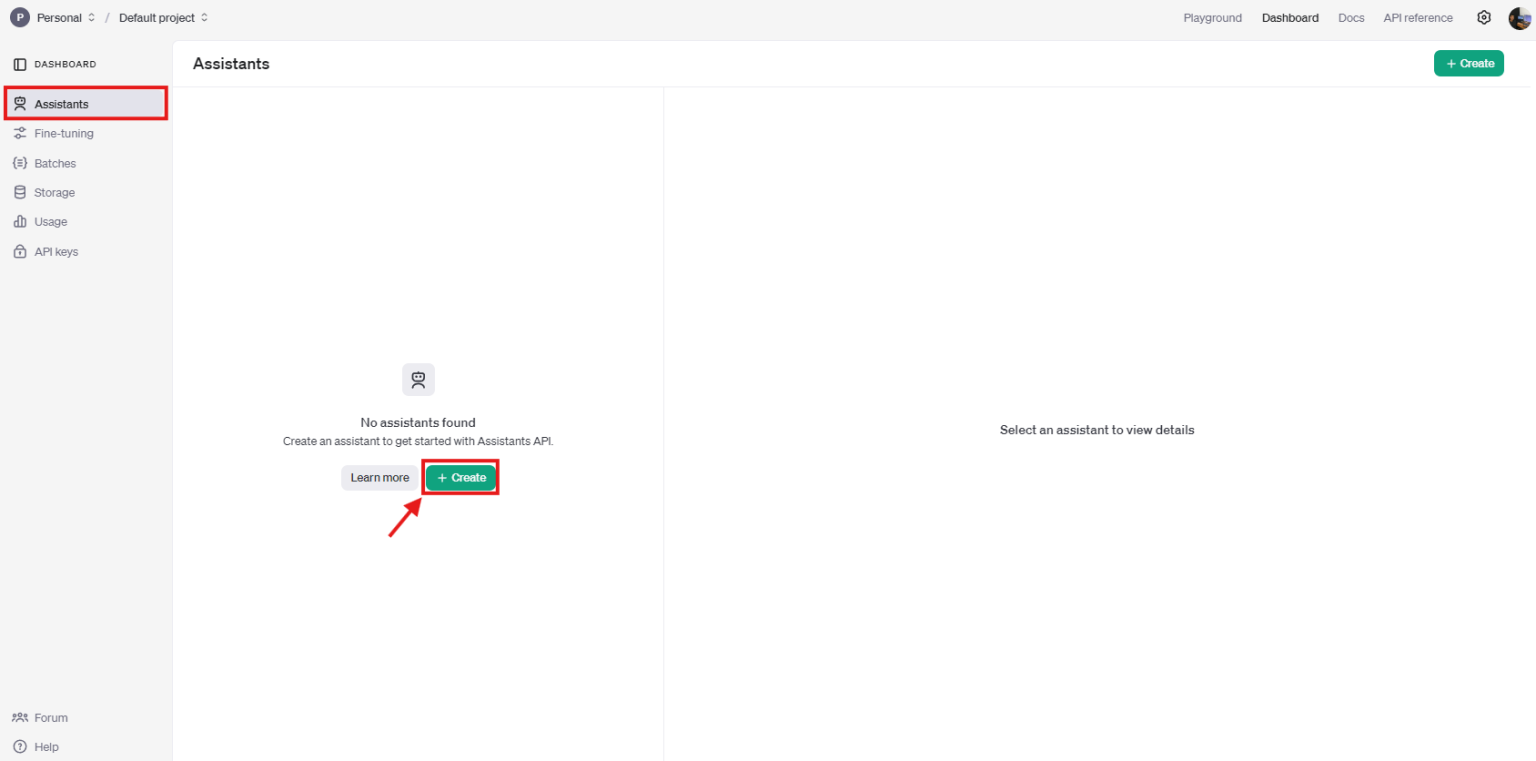 P Personal / Default project
Playground Dashboard Docs API reference
DASHBOARD
Assistants
Fine-tuning
Batches
Storage
Usage
API keys
Forum
Help
Assistants
+ Create
No assistants found
Create an assistant to get started with Assistants API.
Learn more + Create
Select an assistant to view details